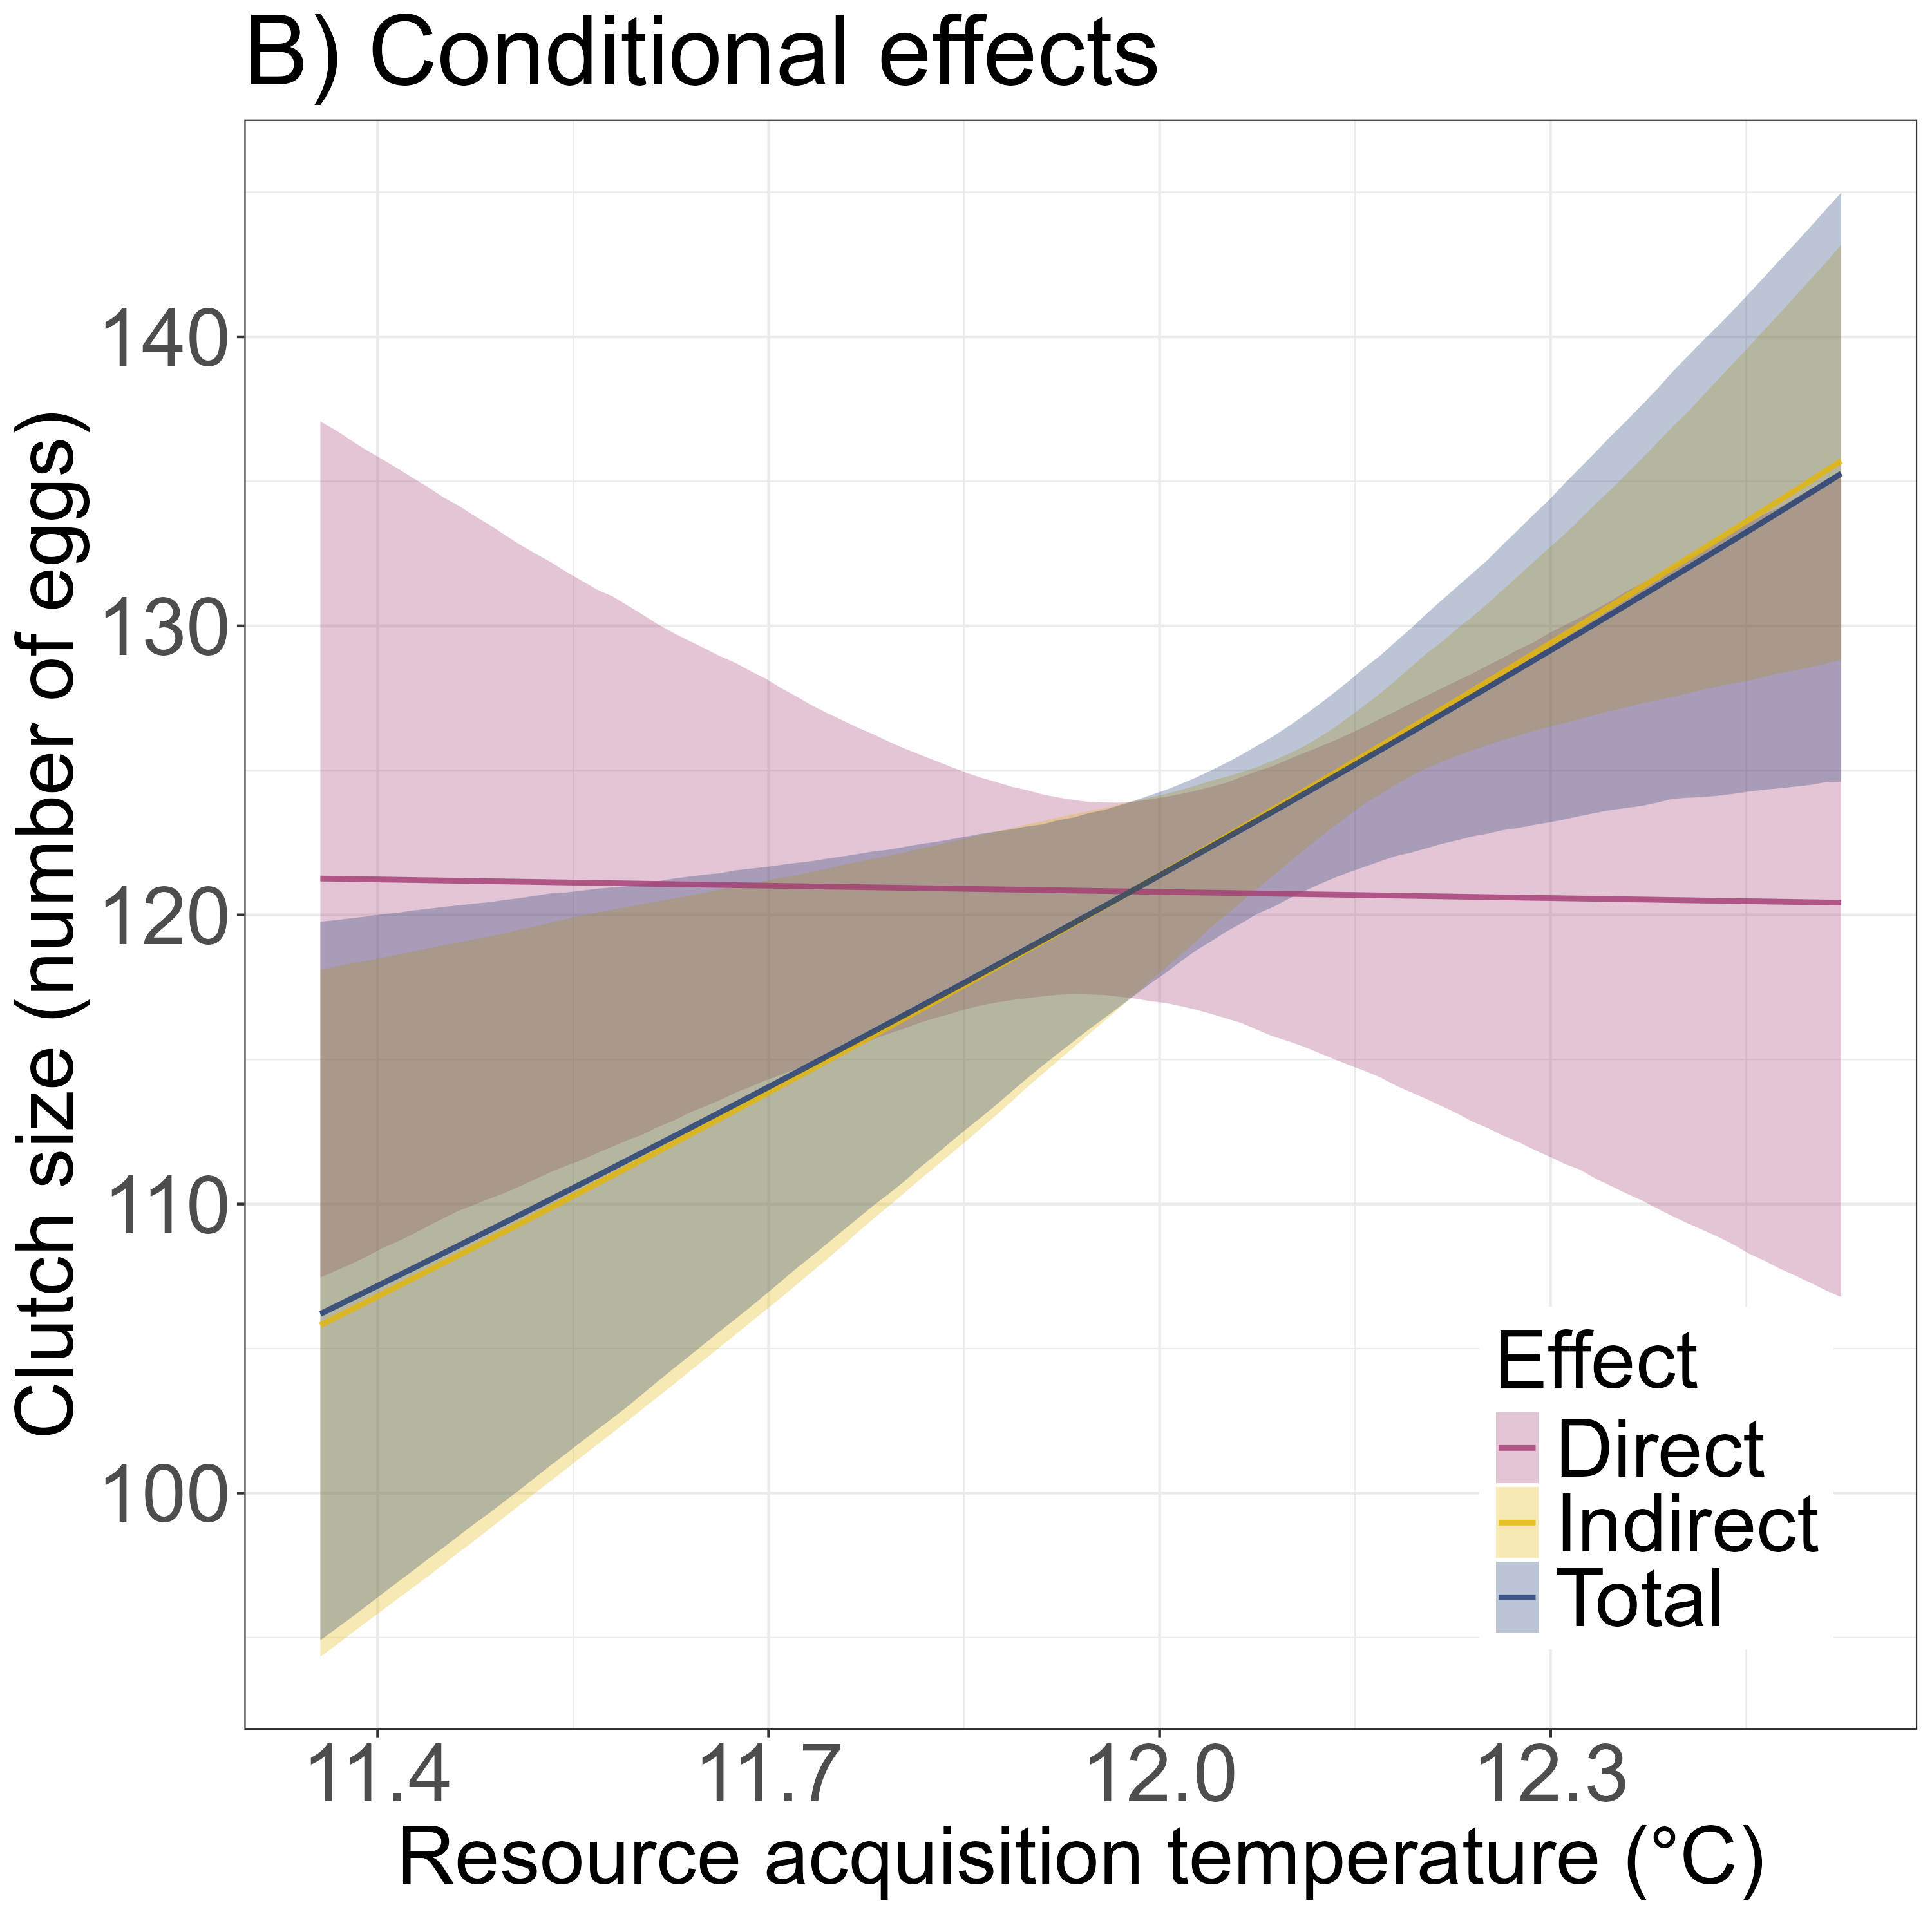 B) Conditional effects
Clutch size (number of eggs)
140
130
120
110
100
11.4
11.7
12.0
12.3
Resource acquisition temperature (°C)
Effect
Direct
Indirect
Total